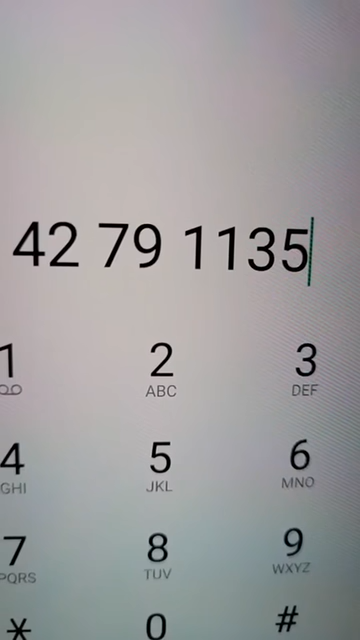 42 79 1135
1 2 3
ABC DEF
4 5 6
GHI JKL MNO
7 8 9
PQRS TUV WXYZ
* 0 #